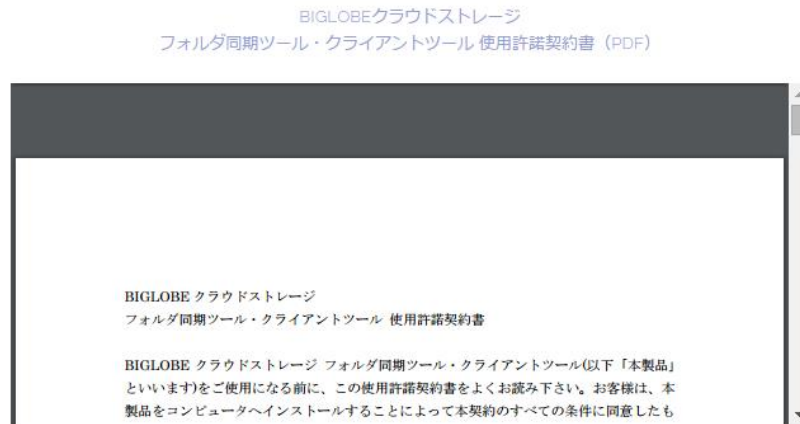 BIGLOBEクラウドストレージ
フォルダ同期ツール・クライアントツール 使用許諾契約書（PDF）
BIGLOBE クラウドストレージ
フォルダ同期ツール・クライアントツール 使用許諾契約書
BIGLOBE クラウドストレージ フォルダ同期ツール・クライアントツール(以下「本製品」
といいます)をご使用になる前に、この使用許諾契約書をよくお読み下さい。お客様は、本
製品をコンピュータへインストールすることによって本契約のすべての条件に同意したも